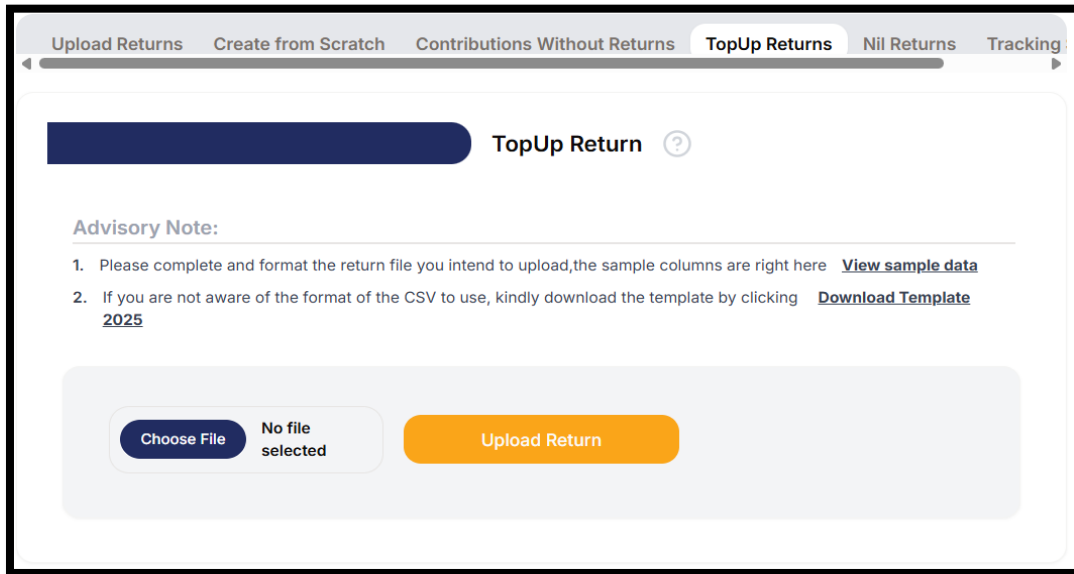 Upload Returns Create from Scratch Contributions Without Returns TopUp Returns Nil Returns Tracking
TopUp Return ?
Advisory Note:
1. Please complete and format the return file you intend to upload,the sample columns are right here View sample data
2. If you are not aware of the format of the CSV to use, kindly download the template by clicking Download Template
2025
Choose File No file
selected
Upload Return